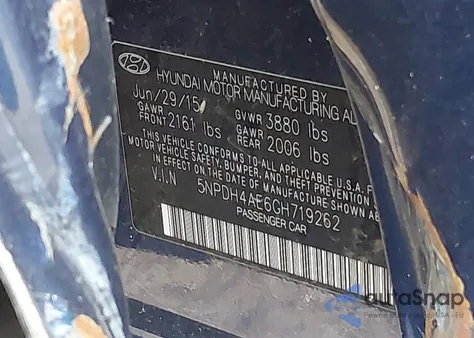 MANUFACTURED BY
HYUNDAI MOTOR MANUFACTURING AL
Jun/29/15 GVWR 3880 lbs
GAWR FRONT 2161 lbs GAWR REAR 2006 lbs
THIS VEHICLE CONFORMS TO ALL APPLICABLE U.S.A. F
MOTOR VEHICLE SAFETY, BUMPER, AND THEFT PREVENTION
IN EFFECT ON THE DATE OF MANUFACTURE SHOWN AB
V.I.N 5NPDH4AE6GH719262
PASSENGER CAR
autoSnap